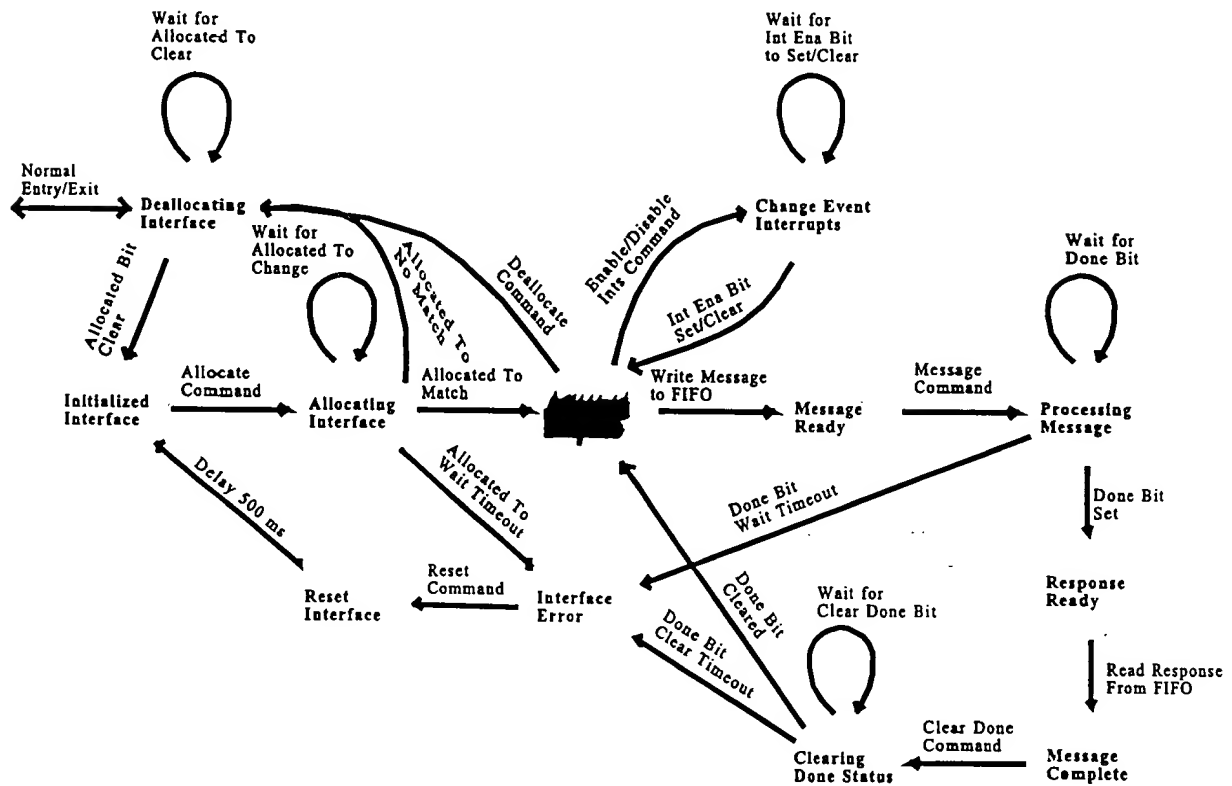 Wait for
Allocated To
Clear
Wait for
Int Ena Bit
to Set/Clear
Normal
Entry/Exit
Deallocating
Interface
Wait for
Allocated To
Change
Allocated To
No Match
Deallocate
Command
Enable/Disable
Ints Command
Change Event
Interrupts
Int Ena Bit
Set/Clear
Wait for
Done Bit
Allocated Bit
Clear
Initialized
Interface
Allocate
Command
Allocating
Interface
Allocated To
Match
Write Message
to FIFO
Message
Ready
Message
Command
Processing
Message
Delay 500 ms
Allocated To
Wait Timeout
Done Bit
Wait Timeout
Done Bit
Set
Reset
Interface
Reset
Command
Interface
Error
Done Bit
Cleared
Done Bit
Clear Timeout
Wait for
Clear Done Bit
Response
Ready
Read Response
From FIFO
Clearing
Done Status
Clear Done
Command
Message
Complete